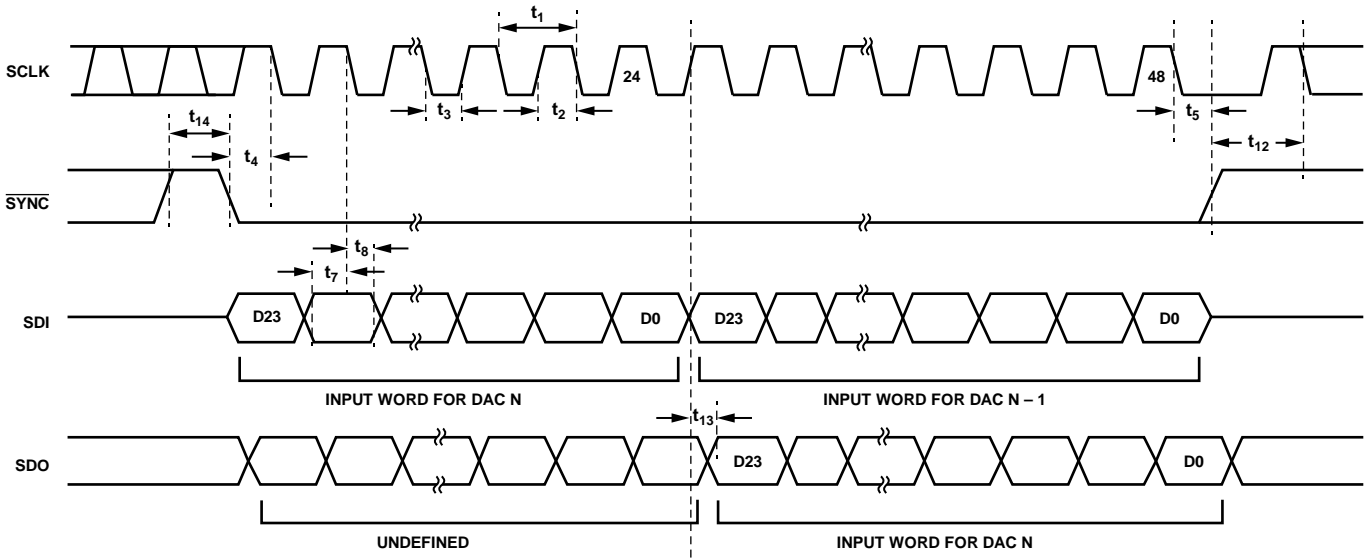 t1
SCLK
24
48
t3
t2
t5
t14
t4
t12
SYNC
t8
t7
SDI
D23
D0
D23
D0
INPUT WORD FOR DAC N
INPUT WORD FOR DAC N – 1
t13
SDO
D23
D0
UNDEFINED
INPUT WORD FOR DAC N